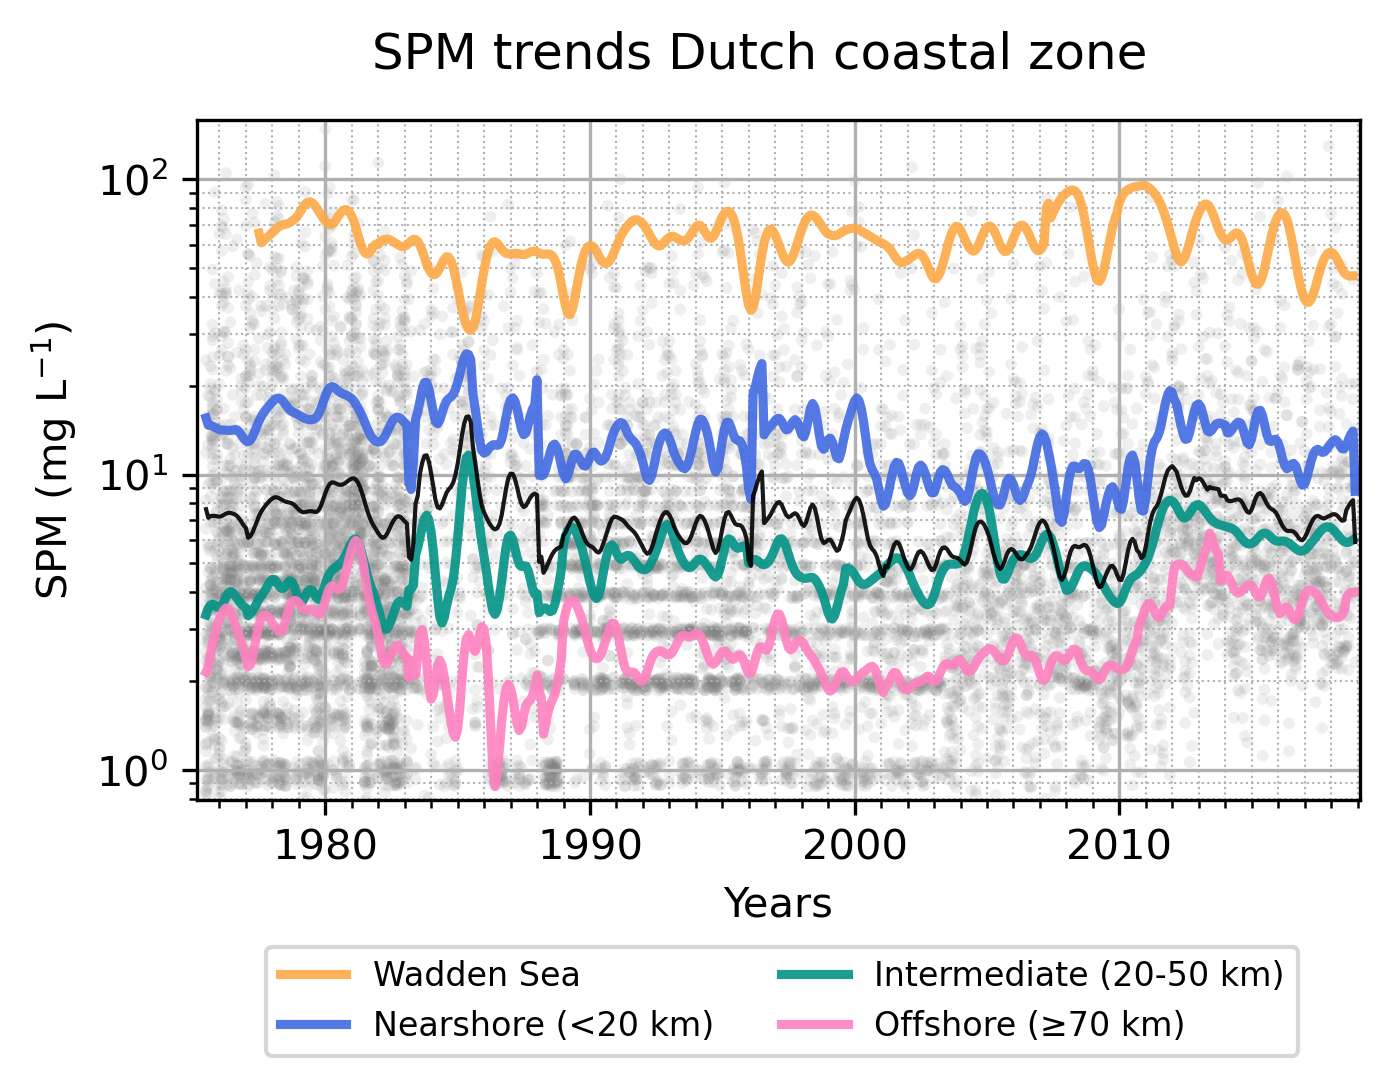 SPM trends Dutch coastal zone
SPM (mg L⁻¹)
10²
10¹
10⁰
1980 1990 2000 2010
Years
Wadden Sea
Nearshore (<20 km)
Intermediate (20-50 km)
Offshore (≥70 km)